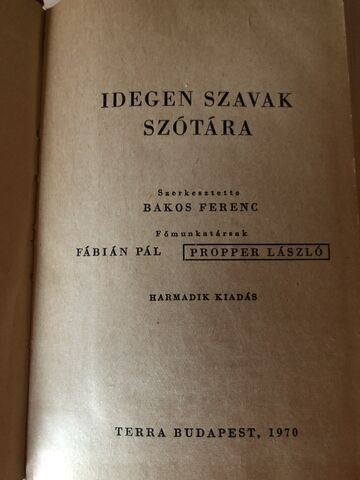 IDEGEN SZAVAK
SZÓTÁRA
Szerkesztette
BAKOS FERENC
Főmunkatársak
FÁBIÁN PÁL PROPPER LÁSZLÓ
HARMADIK KIADÁS
TERRA BUDAPEST, 1970